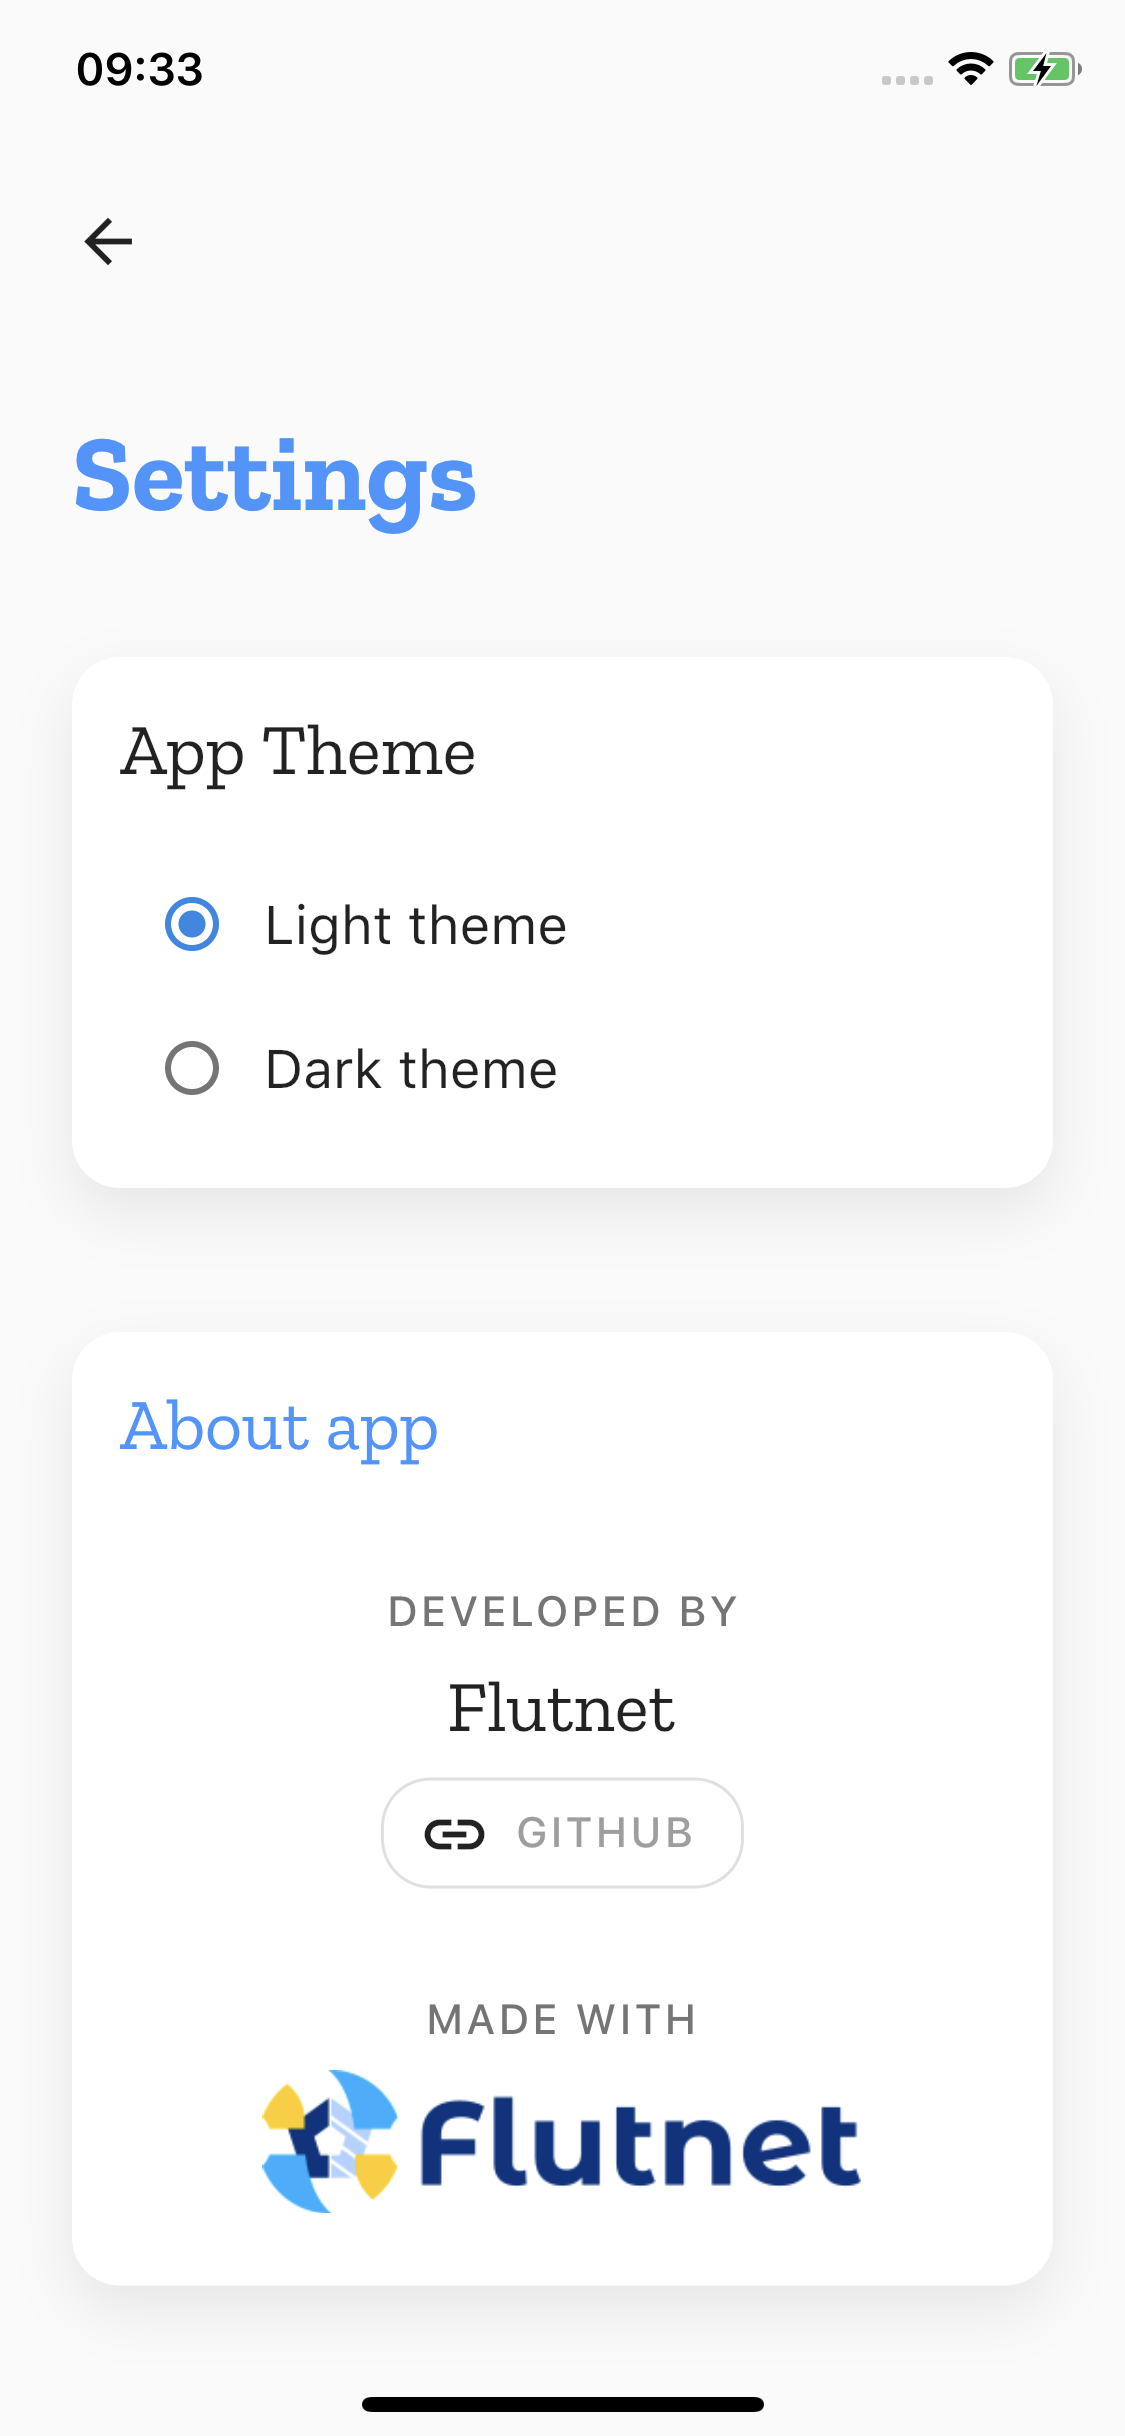 09:33
Settings
App Theme
Light theme
Dark theme
About app
DEVELOPED BY
Flutnet
GITHUB
MADE WITH
Flutnet